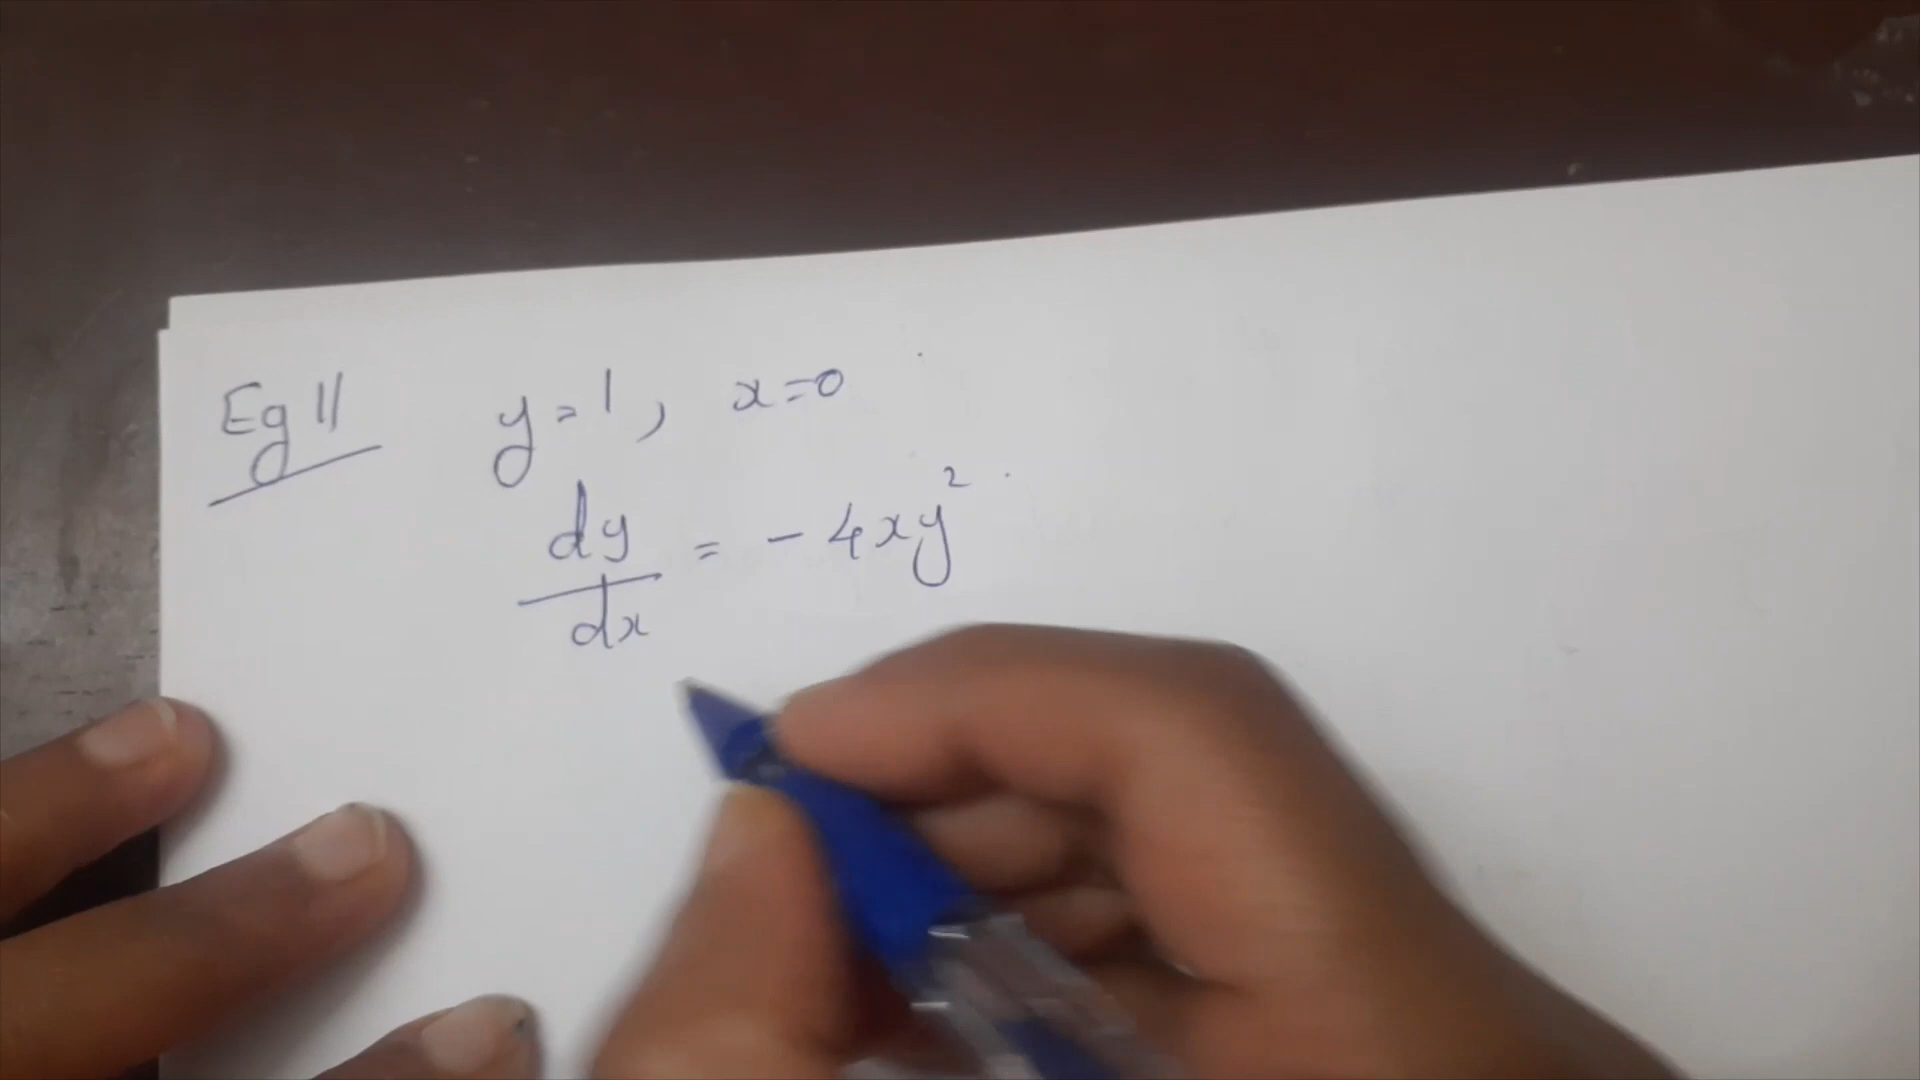 Eg 11 y = 1, x = 0
dy/dx = - 4xy²